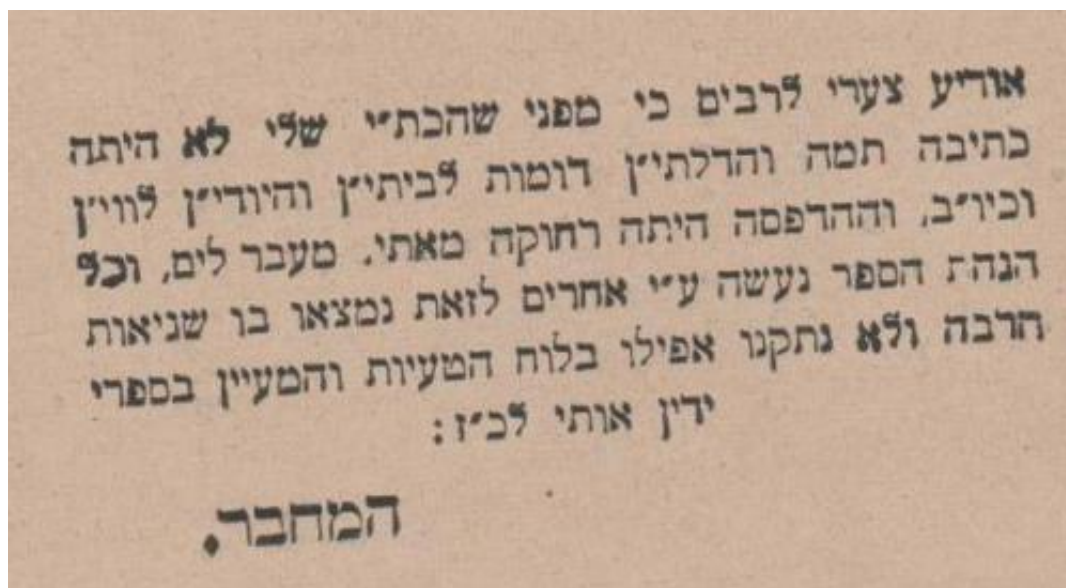 אודיע צערי לרבים כי מפני שהכת״י שלי לא היתה
כתיבה תמה והדלתי״ן דומות לביתי״ן והיודי״ן לווי״ן
וכיו״ב, וההדפסה היתה רחוקה מאתי, מעבר לים, וכל
הגהת הספר נעשה ע״י אחרים לזאת נמצאו בו שגיאות
הרבה ולא נתקנו אפילו בלוח הטעיות והמעיין בספרי
ידין אותי לכ״ז:
המחבר.